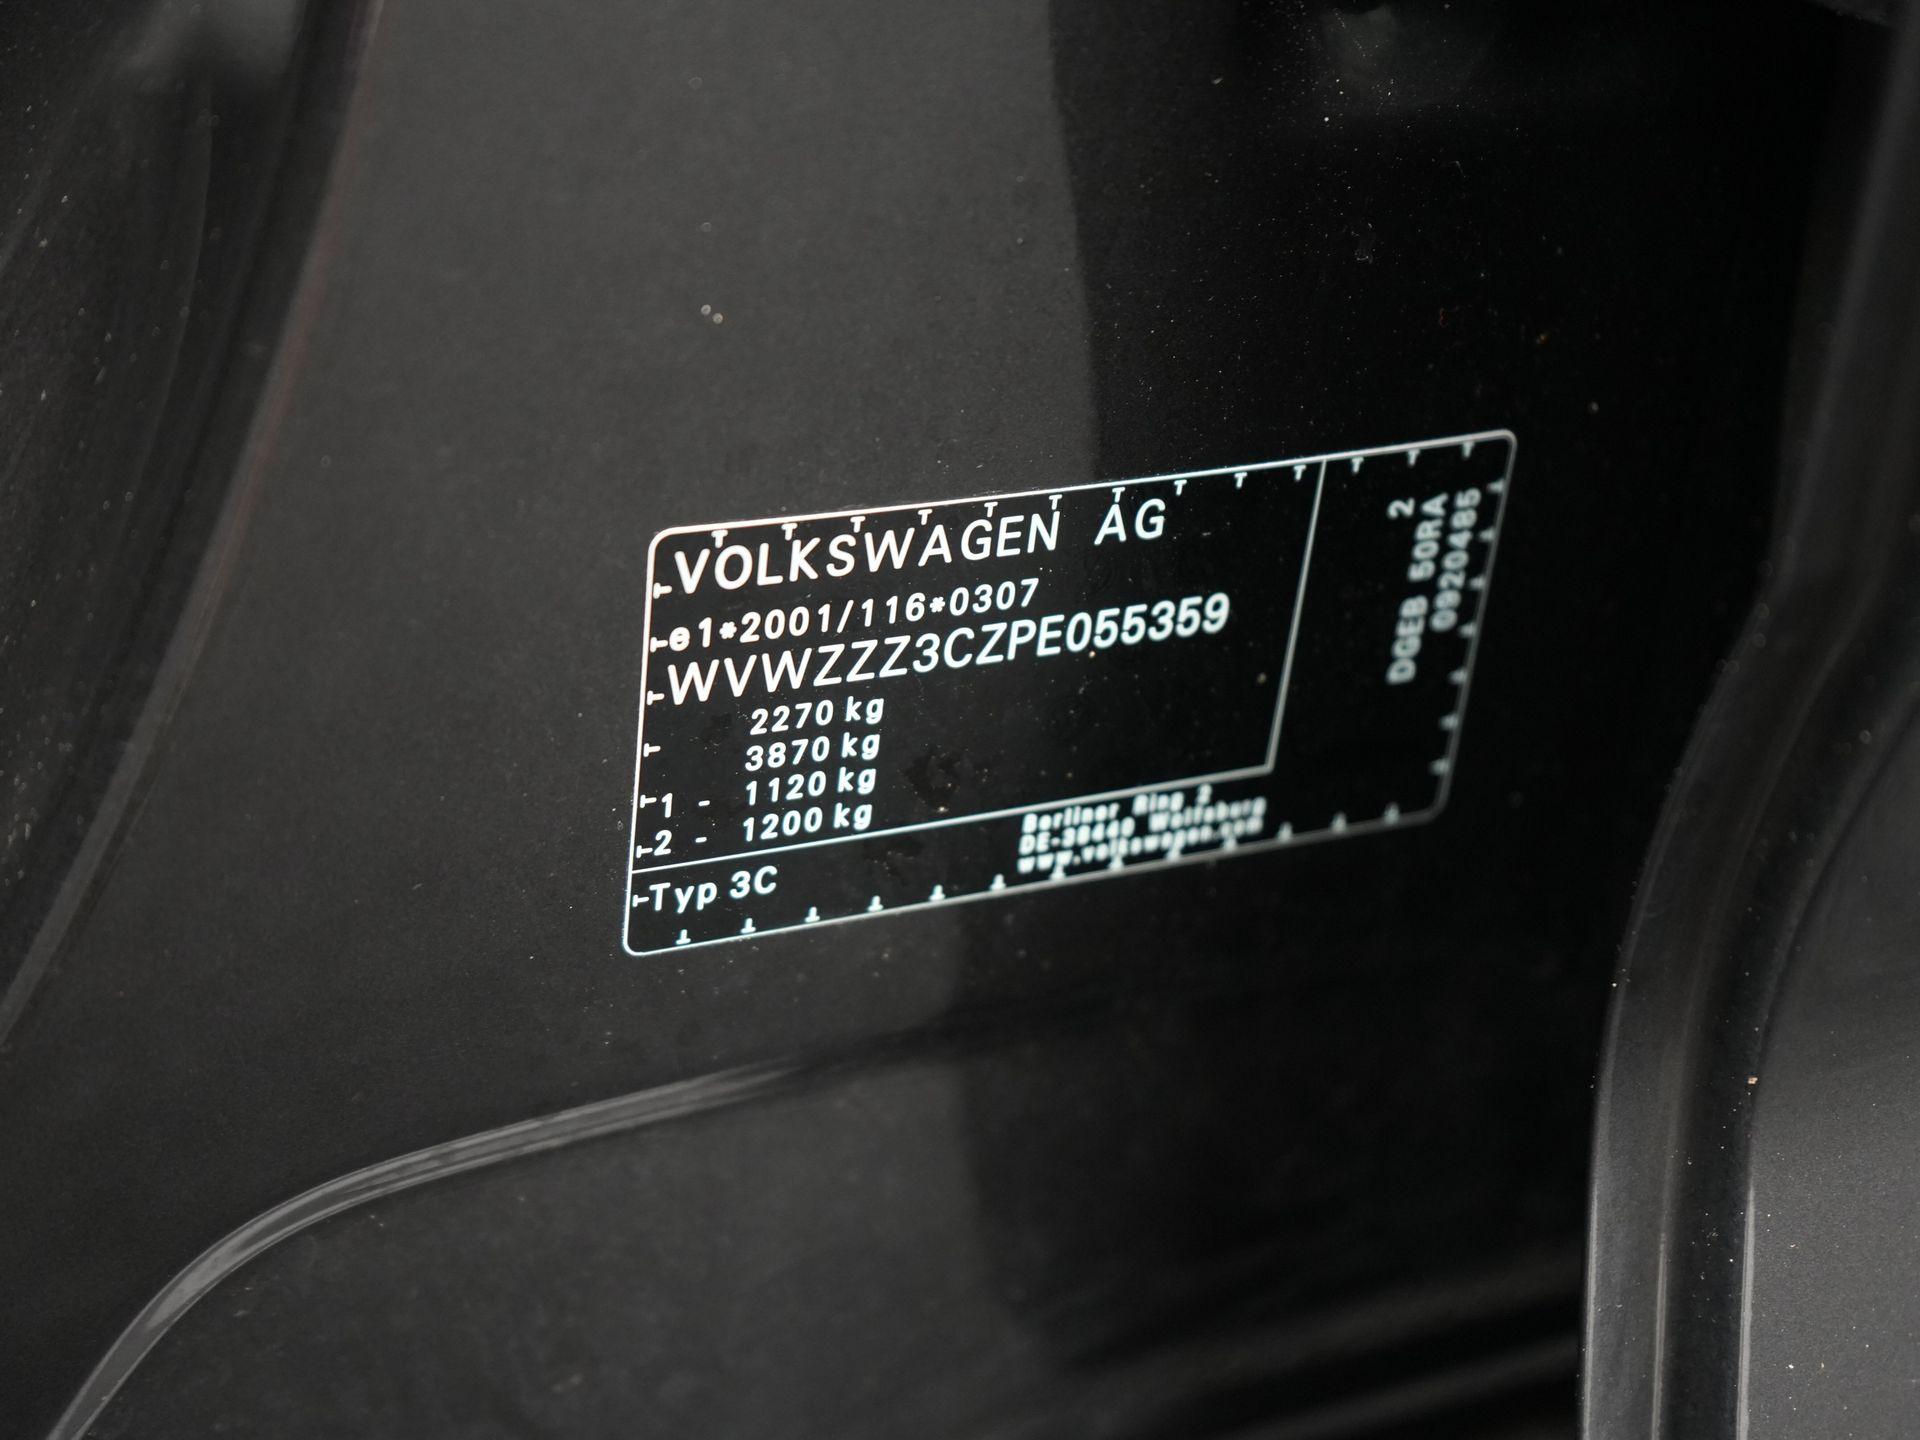 VOLKSWAGEN AG
e1*2001/116*0307
WVWZZZ3CZPE055359
2270 kg
3870 kg
1 - 1120 kg
2 - 1200 kg
Typ 3C
Berliner Ring 2
DE-38440 Wolfsburg
www.volkswagen.com
2
DGEB 50RA
0920485